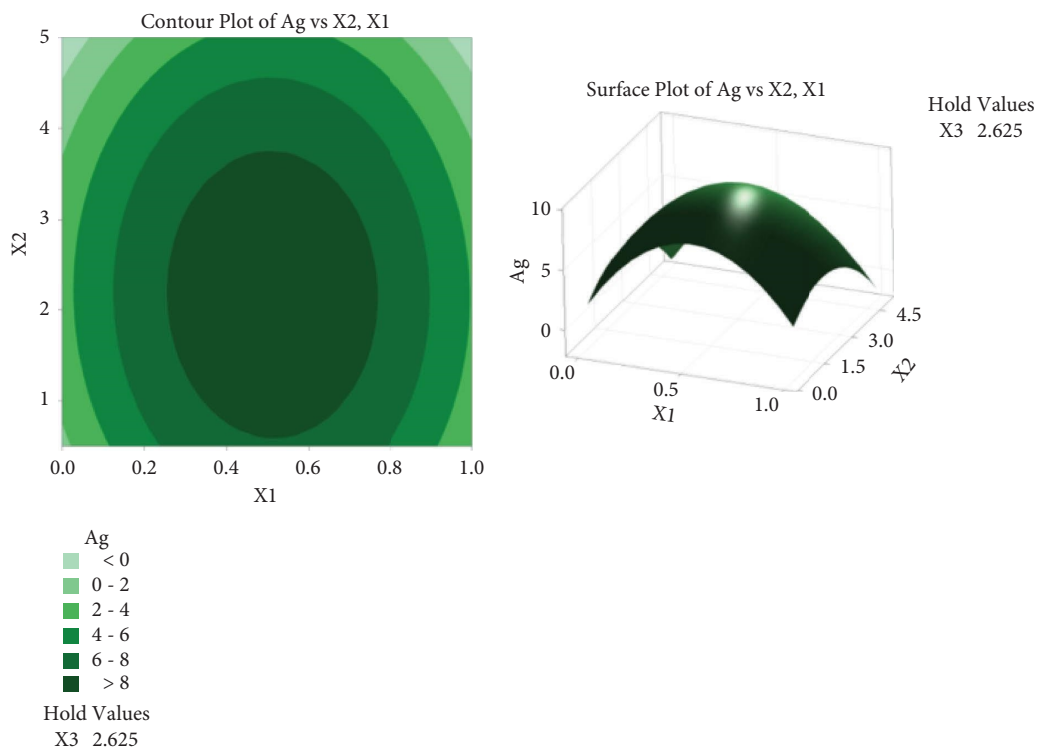 Contour Plot of Ag vs X2, X1
5
4
3
2
1
X2
0.0 0.2 0.4 0.6 0.8 1.0
X1
Ag
< 0
0 - 2
2 - 4
4 - 6
6 - 8
> 8
Hold Values
X3 2.625
Surface Plot of Ag vs X2, X1
Hold Values
X3 2.625
10
5
0
Ag
0.0 0.5 1.0
X1
0.0 1.5 3.0 4.5
X2